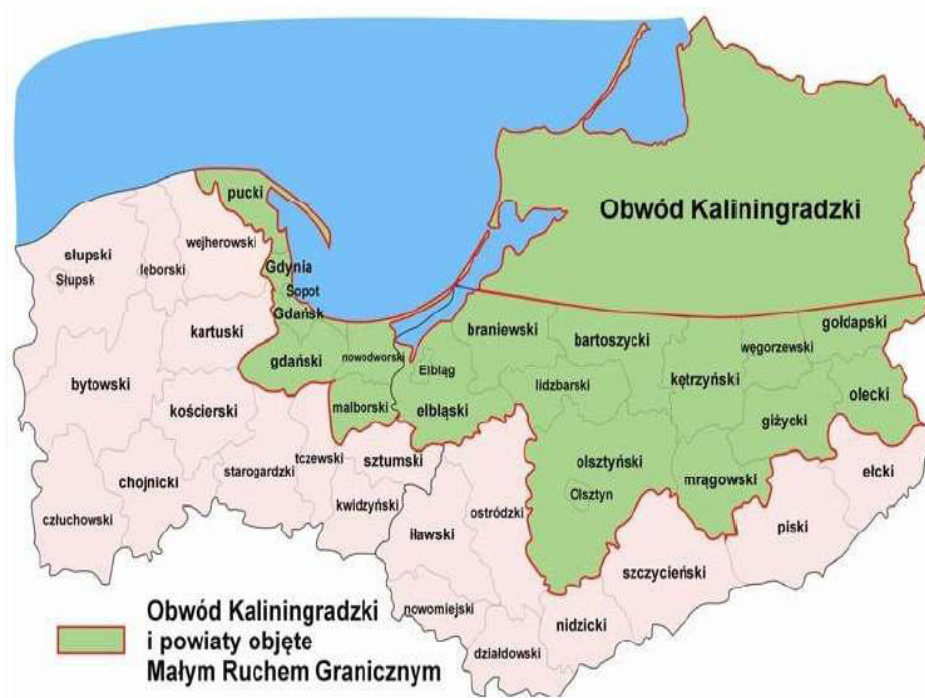 Obwód Kaliningradzki
pucki
wejherowski
słupski
Słupsk
lęborski
Gdynia
Sopot
Gdańsk
kartuski
gdański
nowodworski
Elbląg
braniewski
bartoszycki
węgorzewski
gołdapski
bytowski
kościerski
malborski
elbląski
lidzbarski
kętrzyński
giżycki
olecki
chojnicki
starogardzki
tczewski
sztumski
olsztyński
Olsztyn
mrągowski
ełcki
człuchowski
kwidzyński
iławski
ostródzki
szczycieński
piski
nowomiejski
nidzicki
działdowski
Obwód Kaliningradzki
i powiaty objęte
Małym Ruchem Granicznym